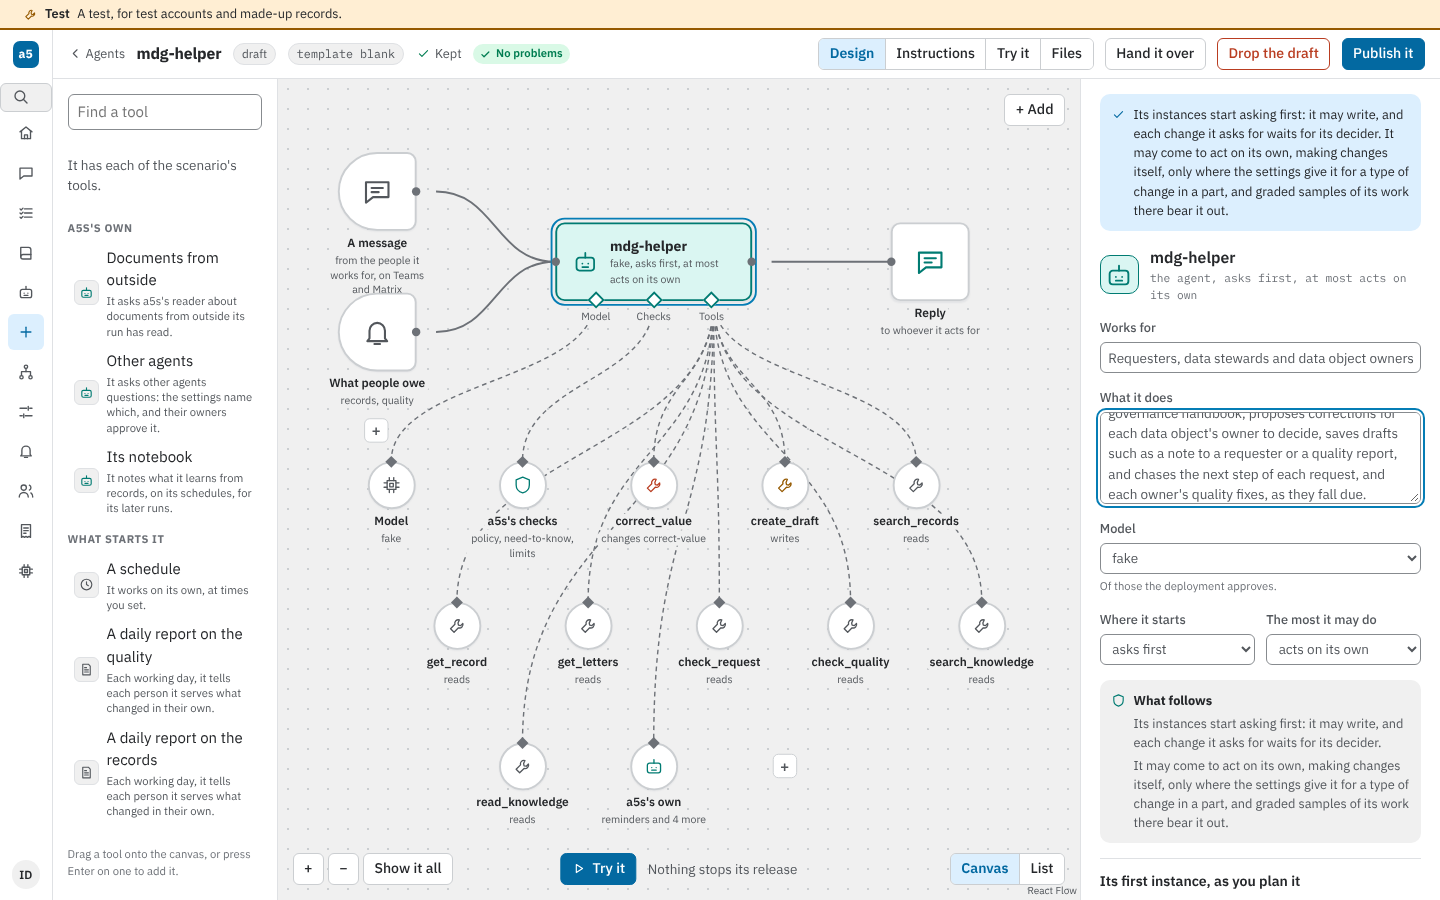 Test A test, for test accounts and made-up records.
a5
Agents
mdg-helper
draft
template blank
Kept
No problems
Design
Instructions
Try it
Files
Hand it over
Drop the draft
Publish it
Find a tool
It has each of the scenario's
tools.
A5S'S OWN
Documents from
outside
It asks a5s's reader about
documents from outside its
run has read.
Other agents
It asks other agents
questions: the settings name
which, and their owners
approve it.
Its notebook
It notes what it learns from
records, on its schedules, for
its later runs.
WHAT STARTS IT
A schedule
It works on its own, at times
you set.
A daily report on the
quality
Each working day, it tells
each person it serves what
changed in their own.
A daily report on the
records
Each working day, it tells
each person it serves what
changed in their own.
Drag a tool onto the canvas, or press
Enter on one to add it.
ID
+ Add
A message
from the people it
works for, on Teams
and Matrix
What people owe
records, quality
mdg-helper
fake, asks first, at most
acts on its own
Model
Checks
Tools
Reply
to whoever it acts for
+
Model
fake
a5s's checks
policy, need-to-know,
limits
correct_value
changes correct-value
create_draft
writes
search_records
reads
get_record
reads
get_letters
reads
check_request
reads
check_quality
reads
search_knowledge
reads
read_knowledge
reads
a5s's own
reminders and 4 more
+
+
−
Show it all
Try it
Nothing stops its release
Canvas
List
React Flow
Its instances start asking first: it may write, and
each change it asks for waits for its decider. It
may come to act on its own, making changes
itself, only where the settings give it for a type of
change in a part, and graded samples of its work
there bear it out.
mdg-helper
the agent, asks first, at most acts on
its own
Works for
Requesters, data stewards and data object owners
What it does
governance handbook, proposes corrections for
each data object's owner to decide, saves drafts
such as a note to a requester or a quality report,
and chases the next step of each request, and
each owner's quality fixes, as they fall due.
Model
fake
Of those the deployment approves.
Where it starts
The most it may do
asks first
acts on its own
What follows
Its instances start asking first: it may write, and
each change it asks for waits for its decider.
It may come to act on its own, making changes
itself, only where the settings give it for a type of
change in a part, and graded samples of its work
there bear it out.
Its first instance, as you plan it